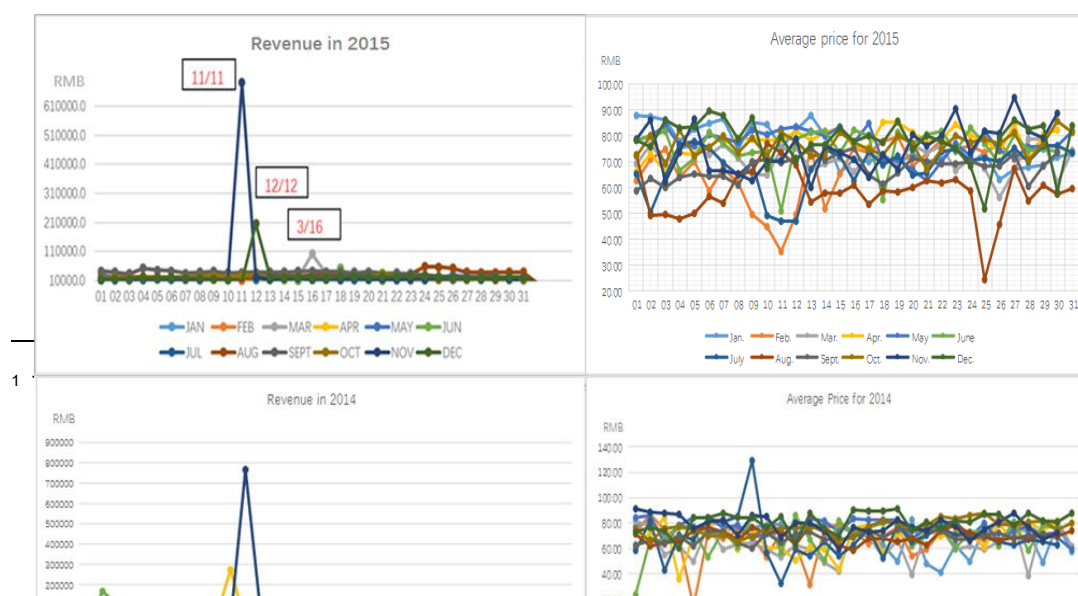 Revenue in 2015
RMB
11/11
12/12
3/16
6100000.0
5100000.0
4100000.0
3100000.0
2100000.0
1100000.0
100000.0
01 02 03 04 05 06 07 08 09 10 11 12 13 14 15 16 17 18 19 20 21 22 23 24 25 26 27 28 29 30 31
JAN FEB MAR APR MAY JUN
JUL AUG SEPT OCT NOV DEC
Average price for 2015
RMB
100.00
90.00
80.00
70.00
60.00
50.00
40.00
30.00
20.00
01 02 03 04 05 06 07 08 09 10 11 12 13 14 15 16 17 18 19 20 21 22 23 24 25 26 27 28 29 30 31
Jan. Feb. Mar. Apr. May June
July Aug. Sept. Oct. Nov. Dec.
1
Revenue in 2014
RMB
900000
800000
700000
600000
500000
400000
300000
200000
Average Price for 2014
RMB
140.00
120.00
100.00
80.00
60.00
40.00